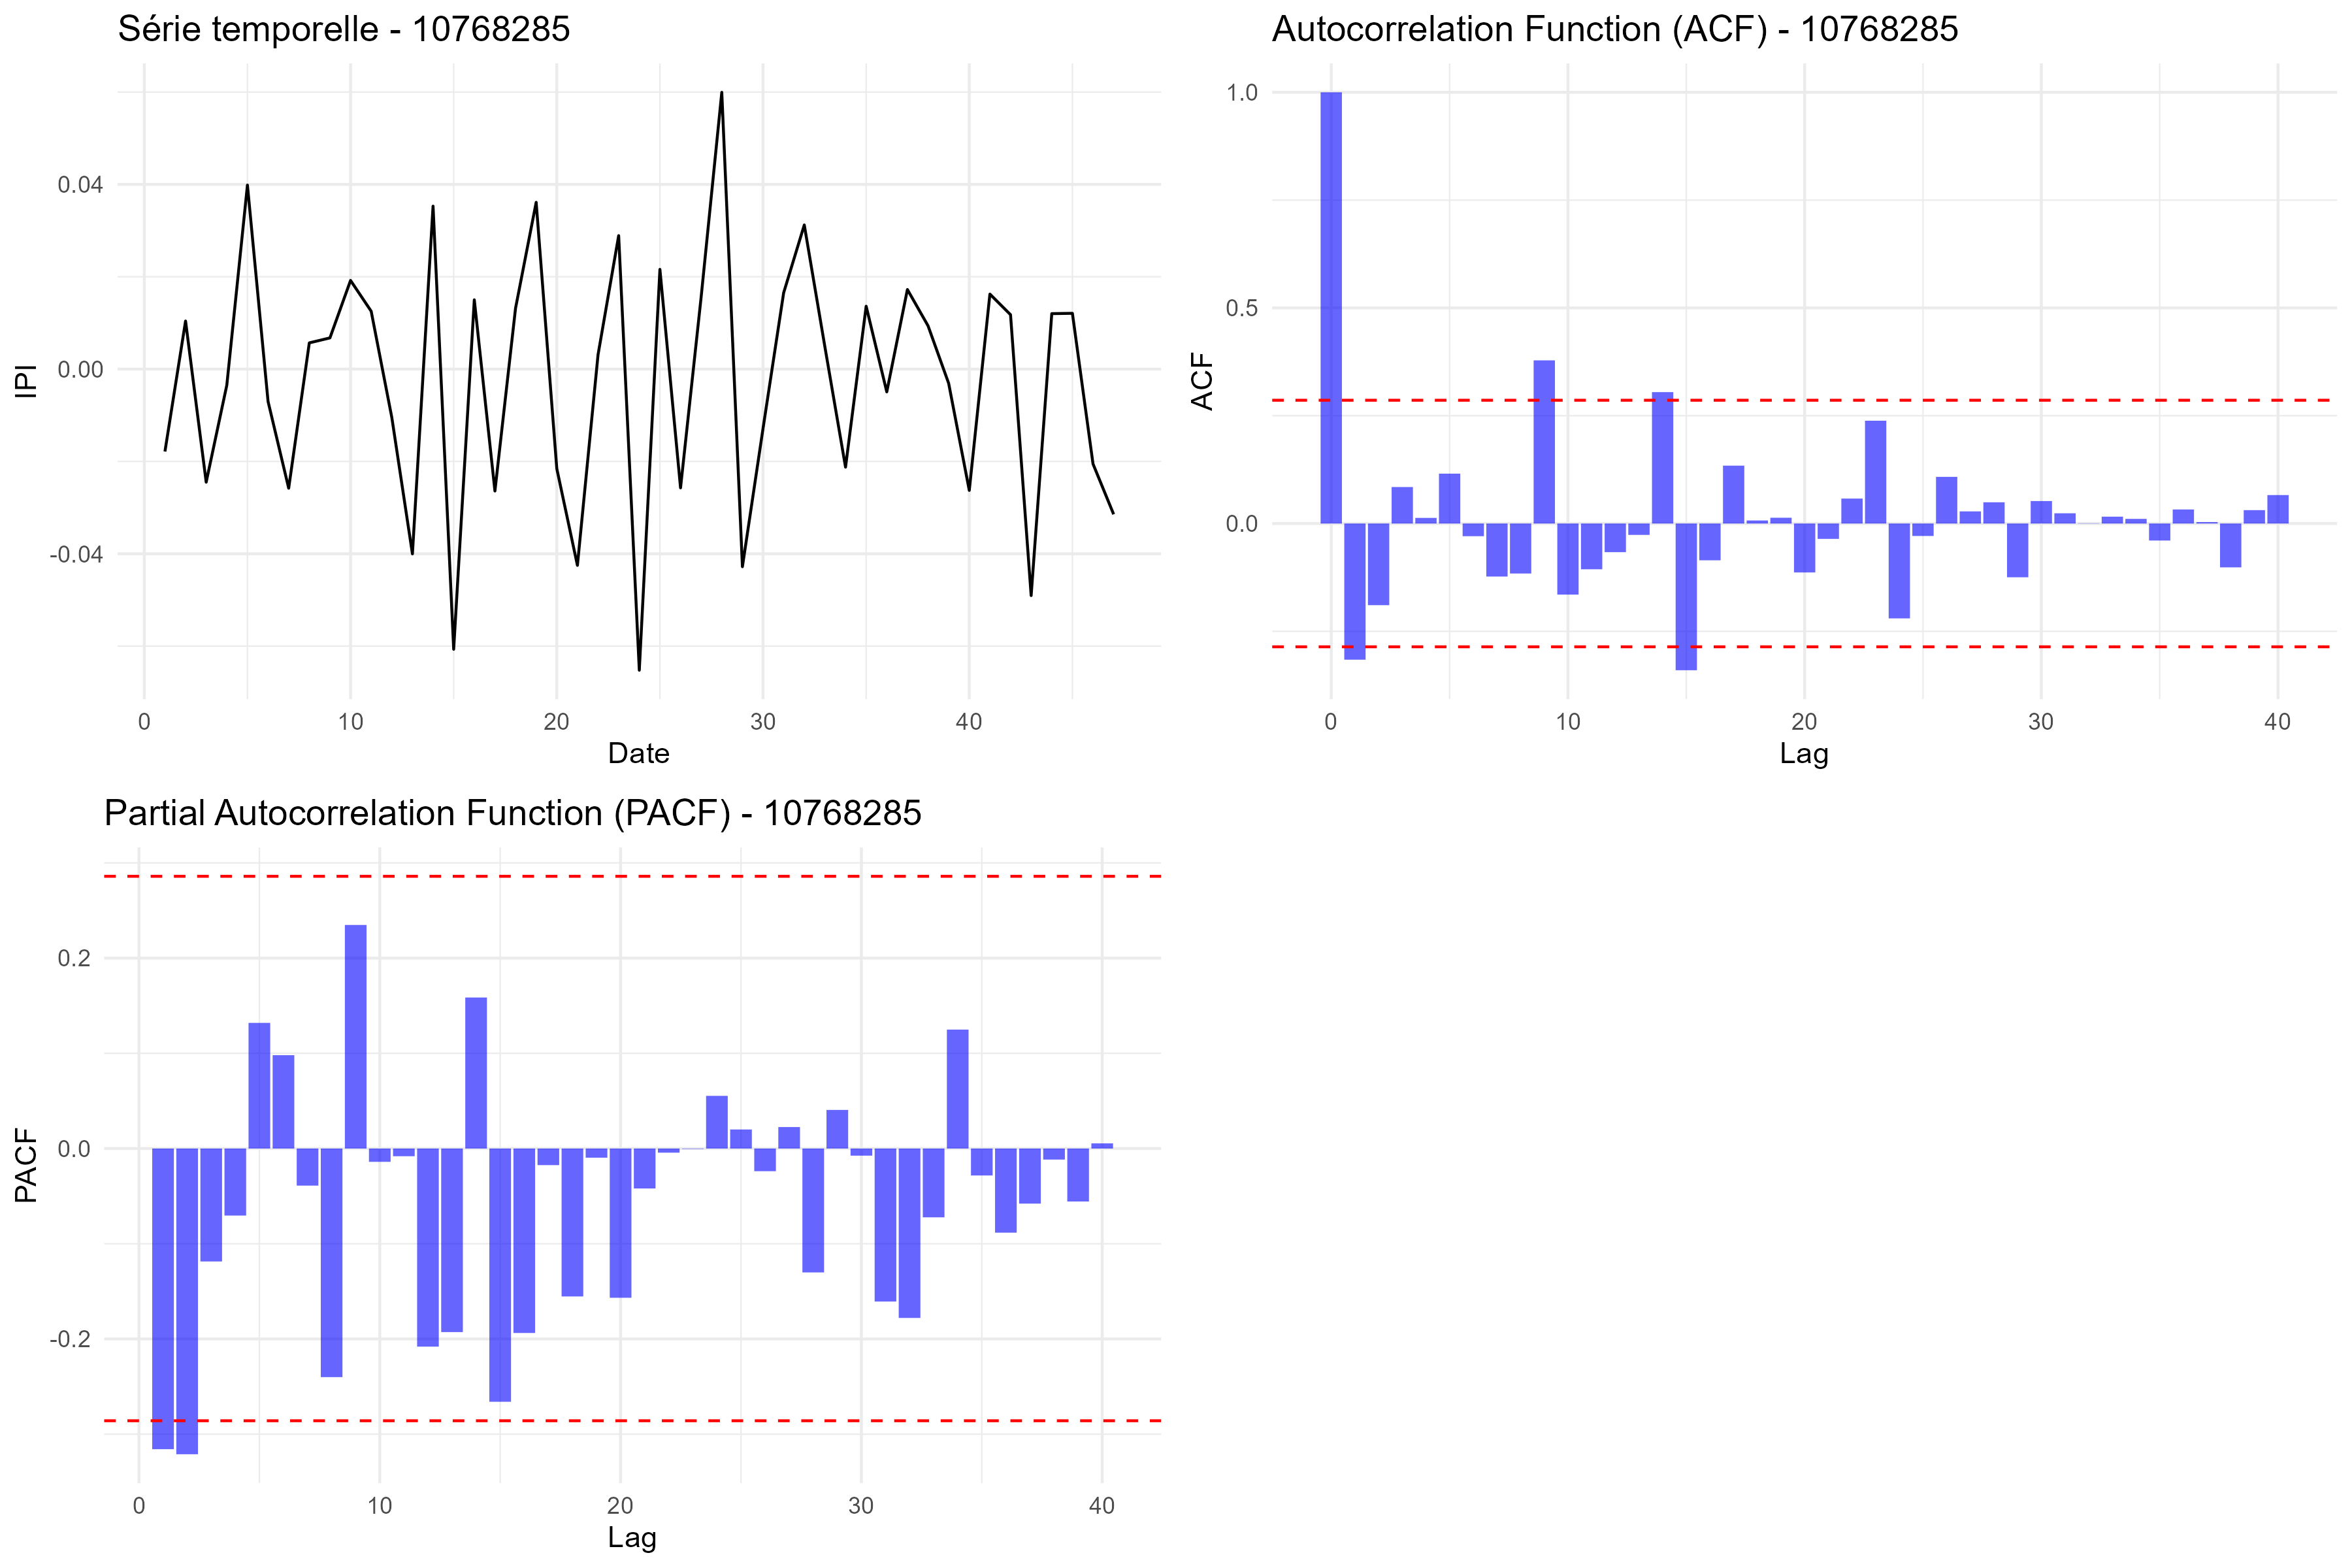 Série temporelle - 10768285
IPI
0.04
0.00
-0.04
0
10
20
30
40
Date
Autocorrelation Function (ACF) - 10768285
ACF
1.0
0.5
0.0
0
10
20
30
40
Lag
Partial Autocorrelation Function (PACF) - 10768285
PACF
0.2
0.0
-0.2
0
10
20
30
40
Lag